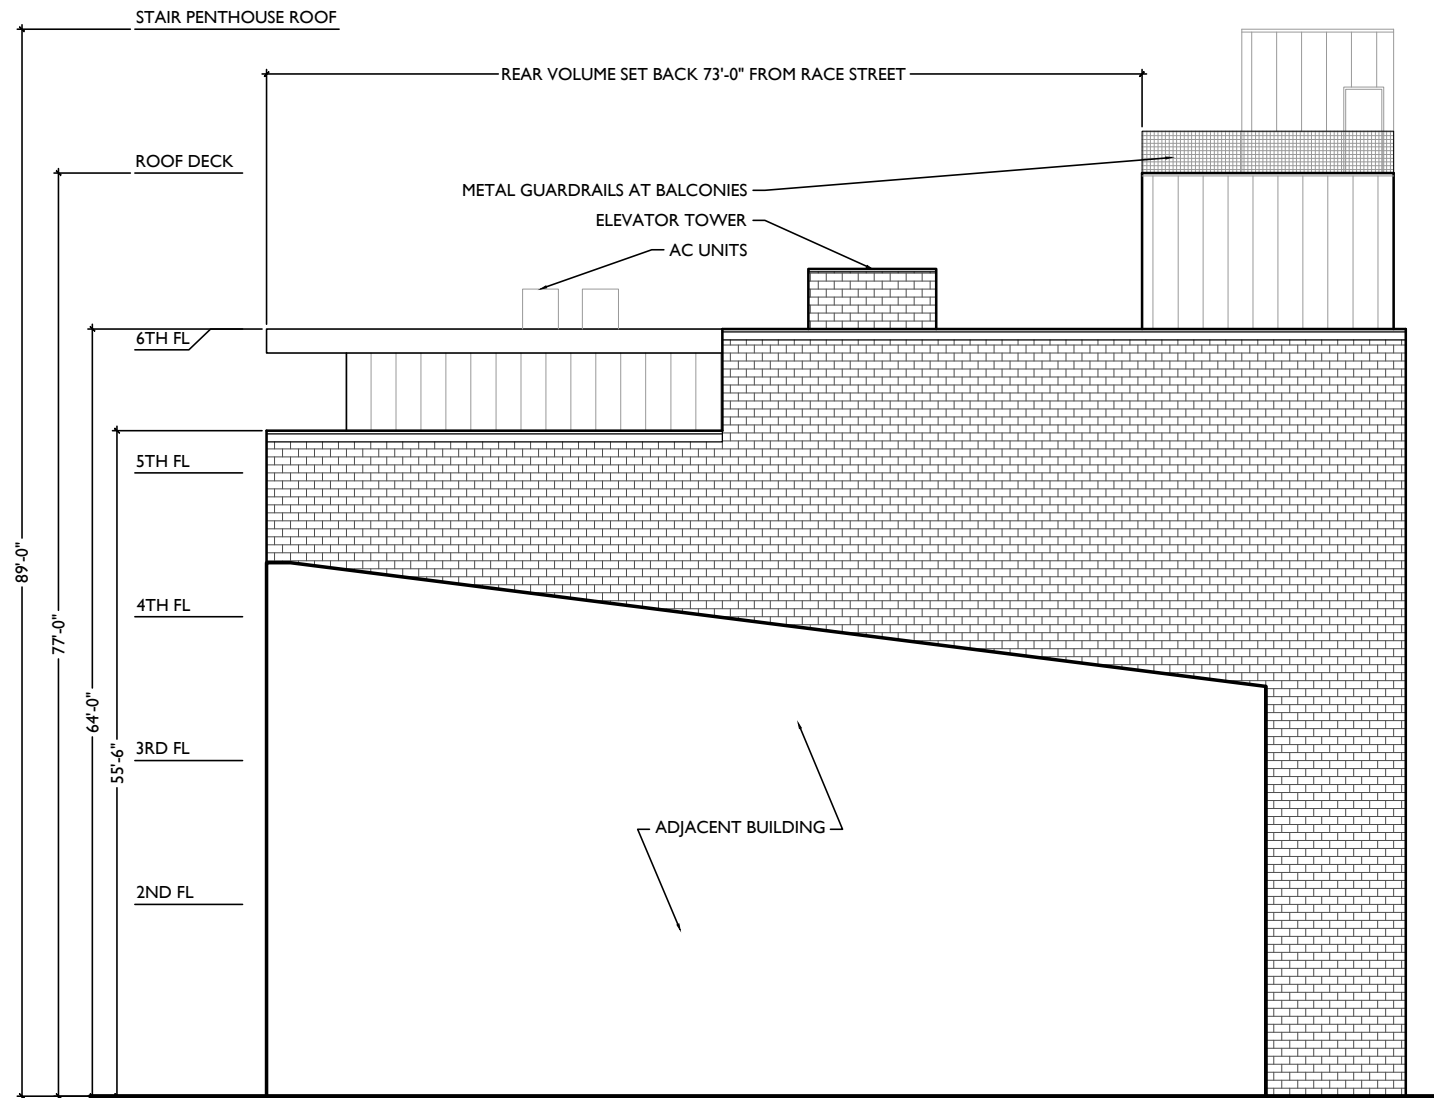 STAIR PENTHOUSE ROOF
REAR VOLUME SET BACK 73'-0" FROM RACE STREET
ROOF DECK
METAL GUARDRAILS AT BALCONIES
ELEVATOR TOWER
AC UNITS
6TH FL
5TH FL
89'-0"
4TH FL
77'-0"
64'-0"
55'-6"
3RD FL
ADJACENT BUILDING
2ND FL